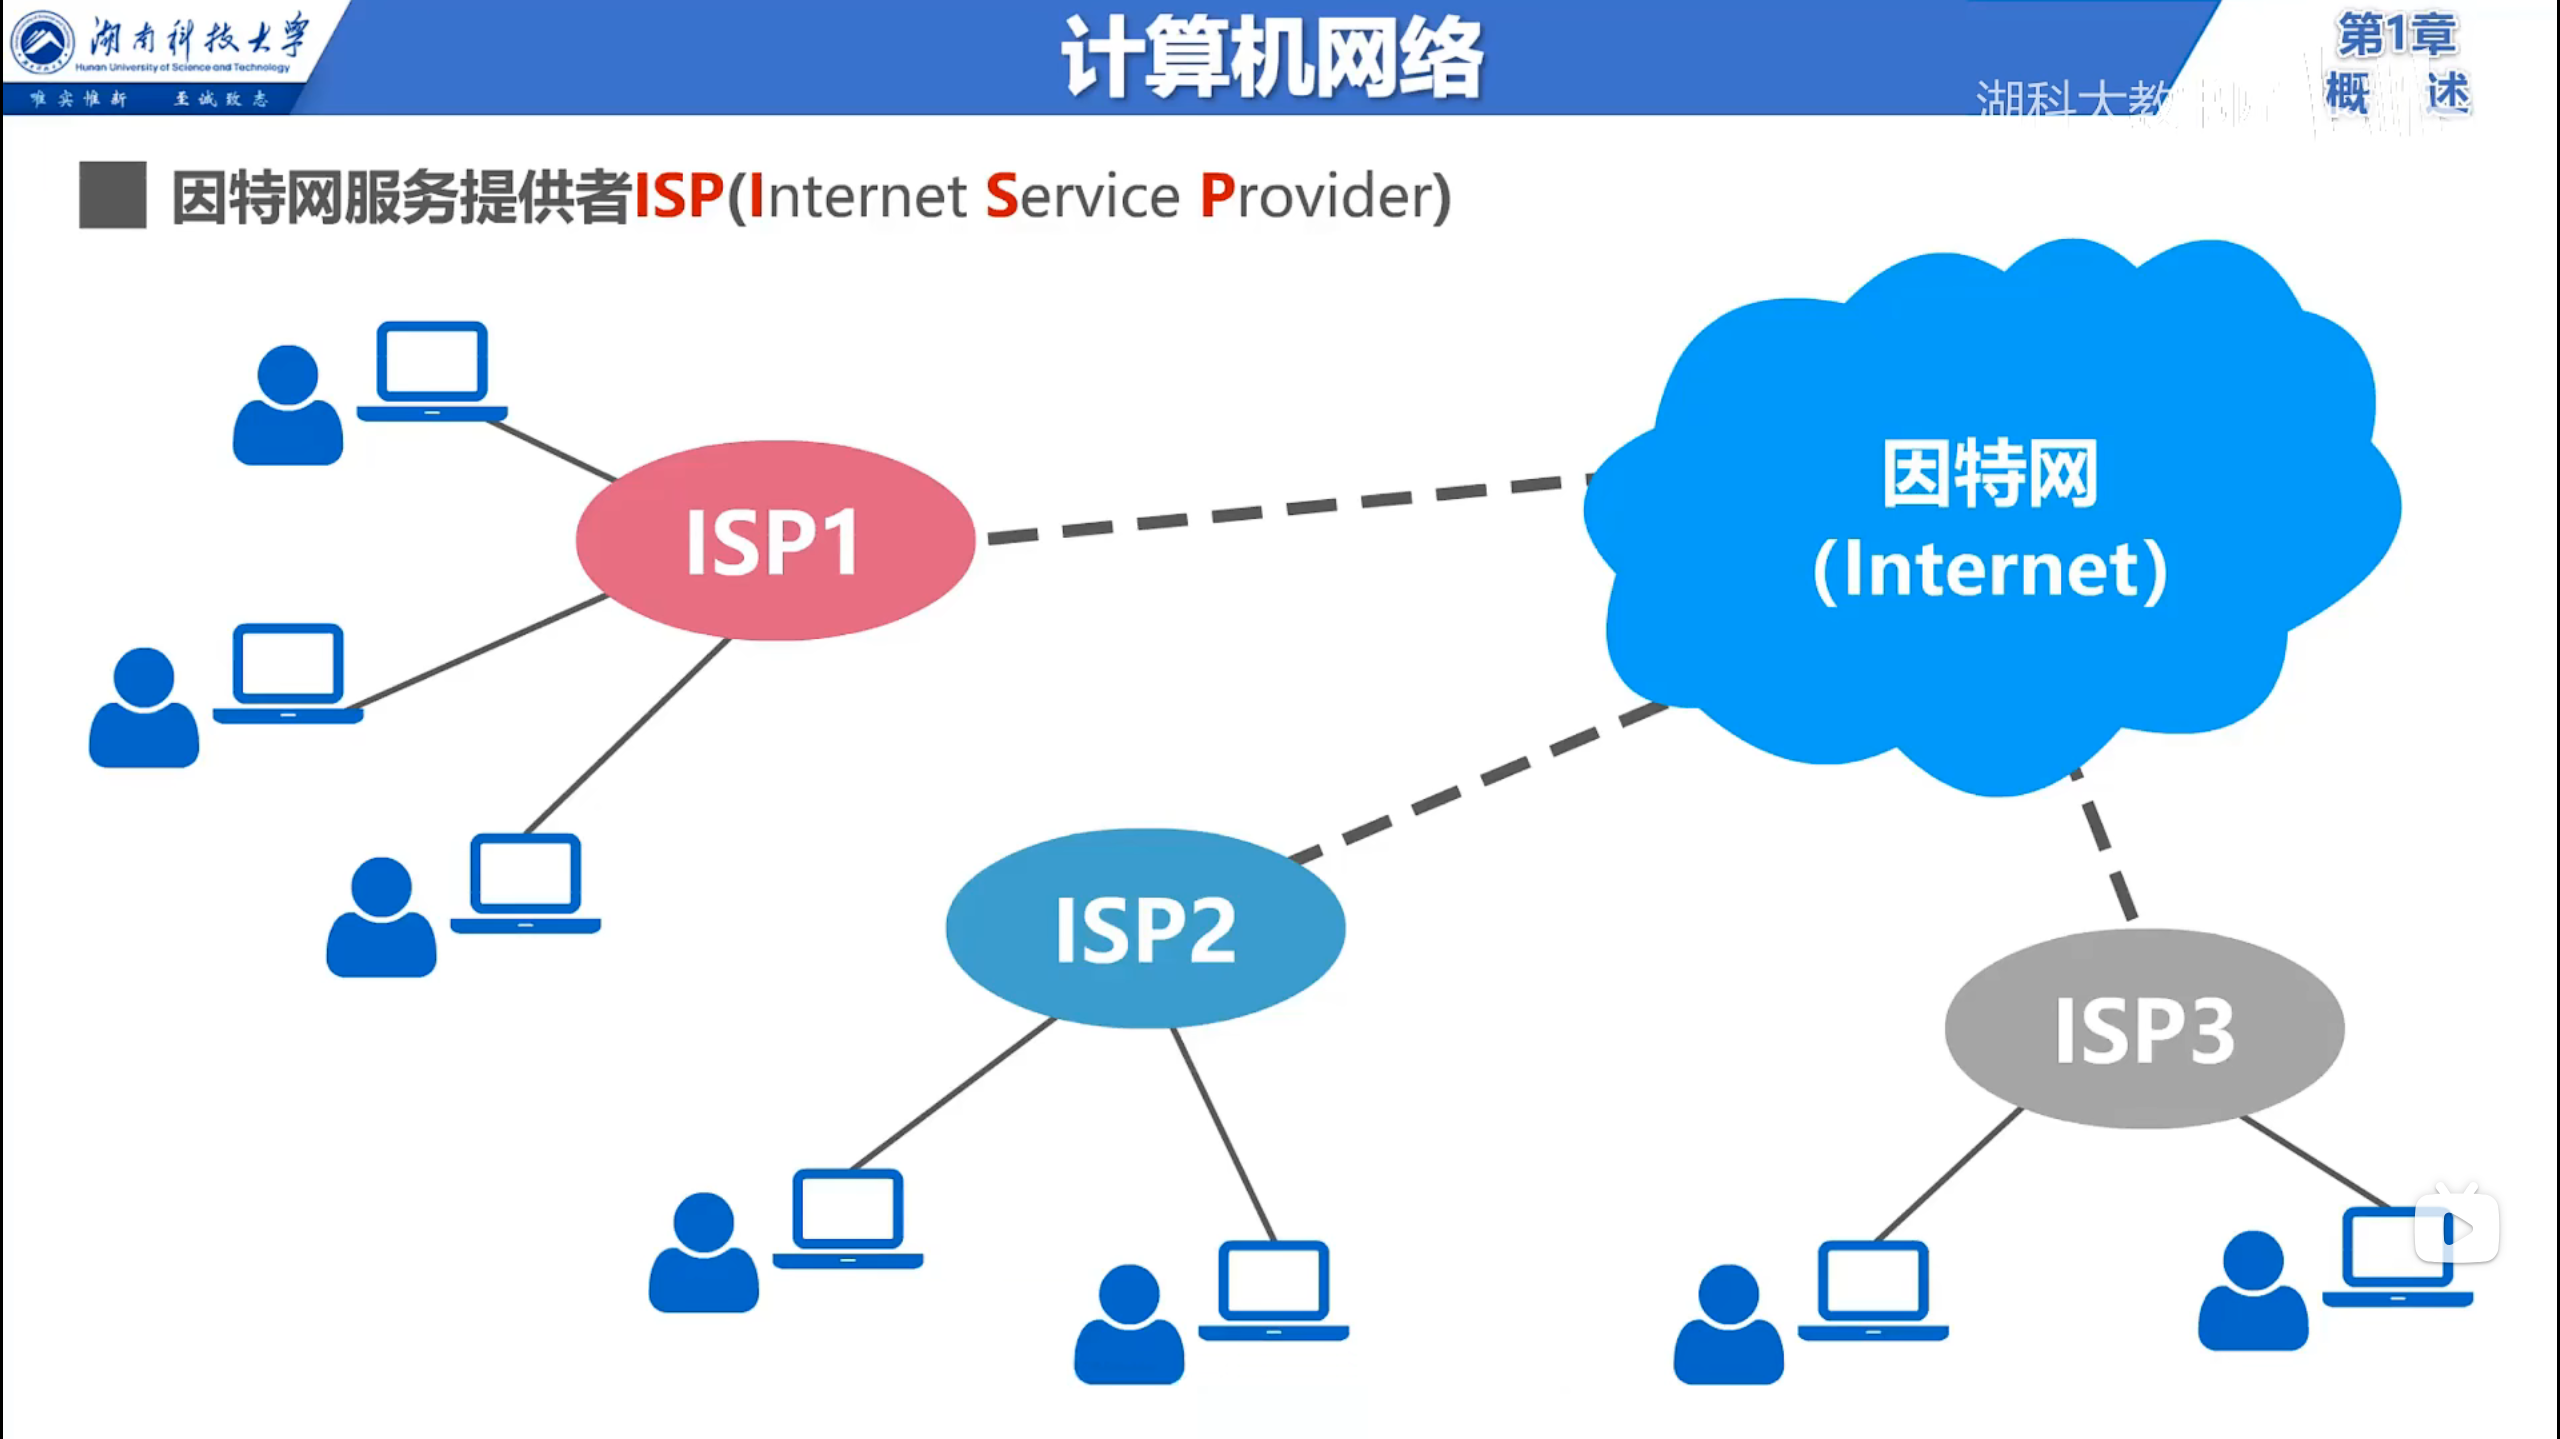 湖南科技大学
Hunan University of Science and Technology
唯实惟新 至诚致志
计算机网络
第1章
概 述
湖科大教
因特网服务提供者ISP(Internet Service Provider)
因特网
(Internet)
ISP1
ISP2
ISP3